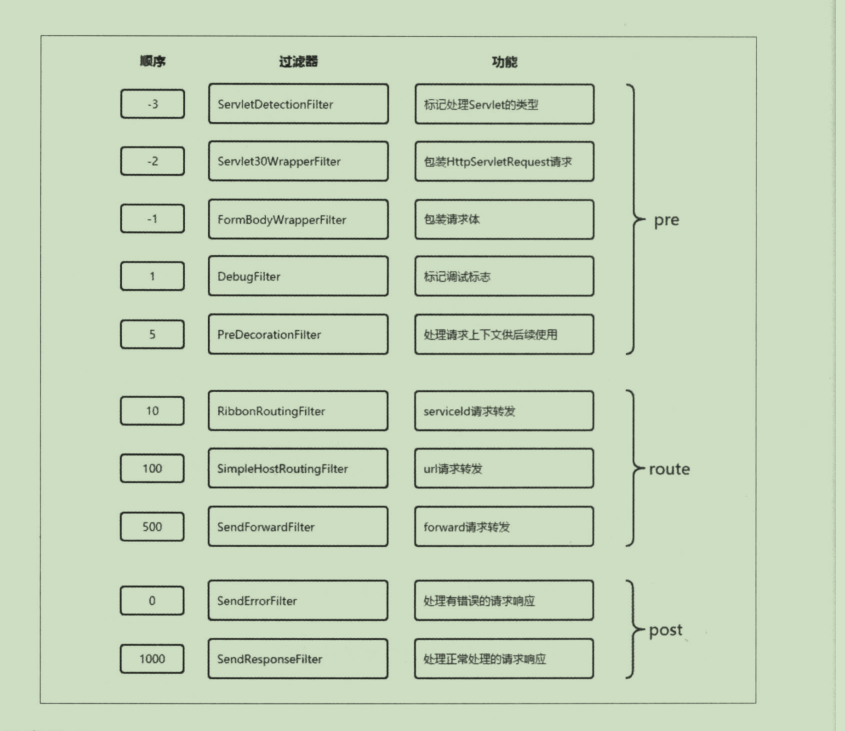 顺序 过滤器 功能
-3 ServletDetectionFilter 标记处理Servlet的类型
-2 Servlet30WrapperFilter 包装HttpServletRequest请求
-1 FormBodyWrapperFilter 包装请求体
pre
1 DebugFilter 标记调试标志
5 PreDecorationFilter 处理请求上下文供后续使用
10 RibbonRoutingFilter serviceId请求转发
100 SimpleHostRoutingFilter url请求转发
route
500 SendForwardFilter forward请求转发
0 SendErrorFilter 处理有错误的请求响应
post
1000 SendResponseFilter 处理正常处理的请求响应